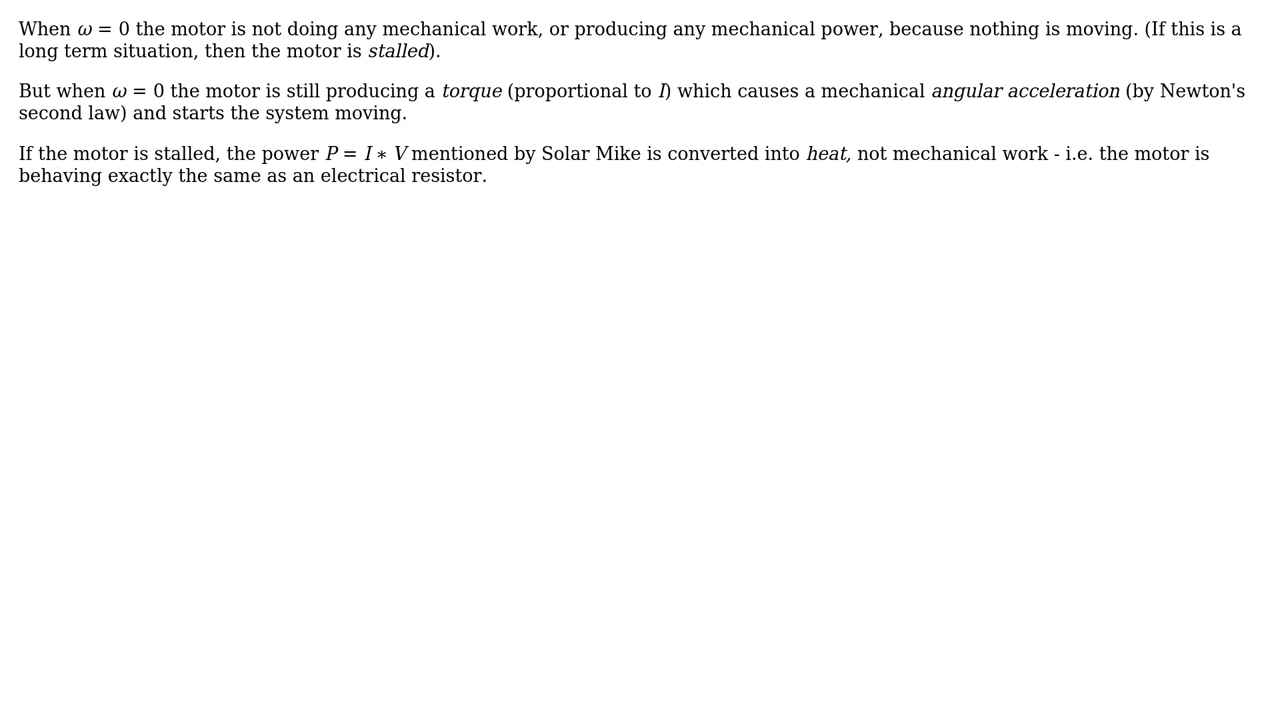 When ω = 0 the motor is not doing any mechanical work, or producing any mechanical power, because nothing is moving. (If this is a
long term situation, then the motor is stalled).
But when ω = 0 the motor is still producing a torque (proportional to I) which causes a mechanical angular acceleration (by Newton's
second law) and starts the system moving.
If the motor is stalled, the power P = I ∗ V mentioned by Solar Mike is converted into heat, not mechanical work - i.e. the motor is
behaving exactly the same as an electrical resistor.